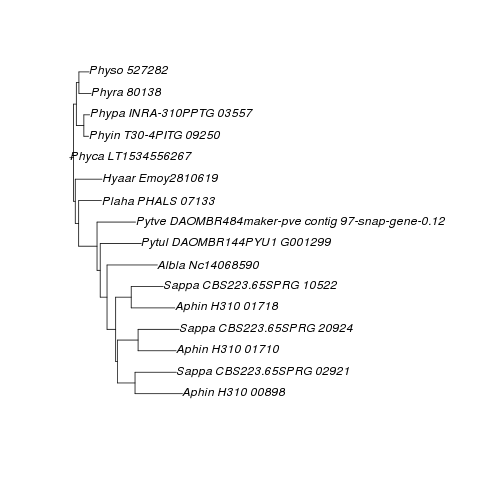 Physo 527282
Phyra 80138
Phypa INRA-310PPTG 03557
Phyin T30-4PITG 09250
Phyca LT1534556267
Hyaar Emoy2810619
Plaha PHALS 07133
Pytve DAOMBR484maker-pve contig 97-snap-gene-0.12
Pytul DAOMBR144PYU1 G001299
Albla Nc14068590
Sappa CBS223.65SPRG 10522
Aphin H310 01718
Sappa CBS223.65SPRG 20924
Aphin H310 01710
Sappa CBS223.65SPRG 02921
Aphin H310 00898